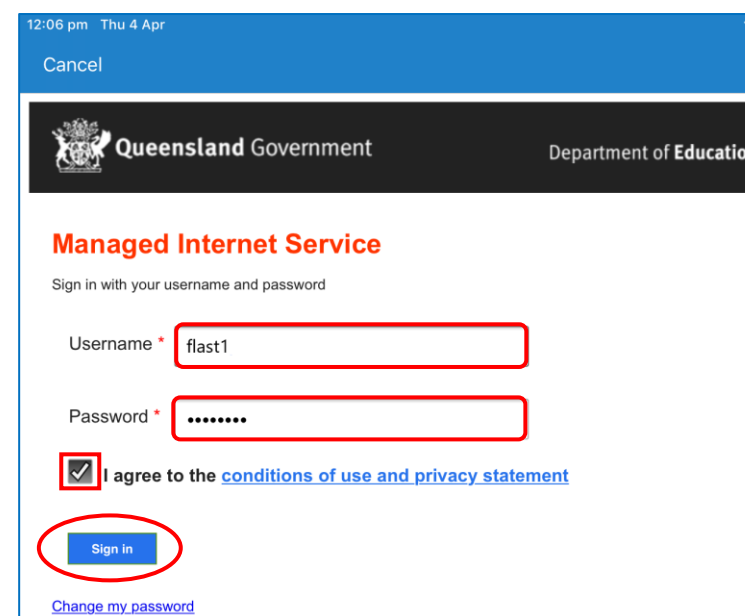 12:06 pm Thu 4 Apr
Cancel
Queensland Government
Department of Educatio
Managed Internet Service
Sign in with your username and password
Username *
flast1
Password *
••••••••
I agree to the conditions of use and privacy statement
Sign in
Change my password